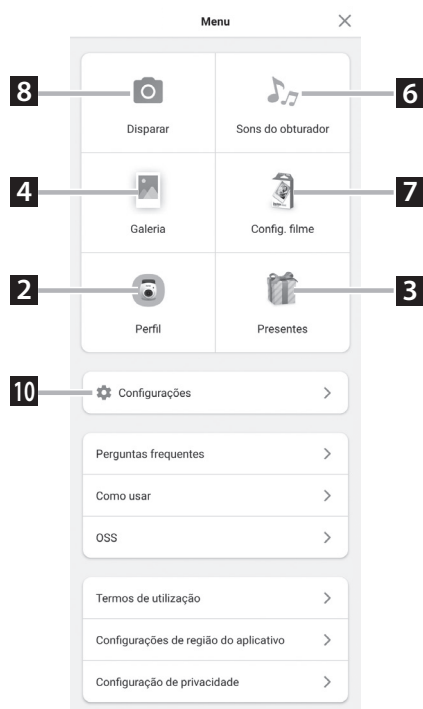 Menu
8
6
Disparar
Sons do obturador
4
7
Galeria
Config. filme
2
3
Perfil
Presentes
10
Configurações
Perguntas frequentes
Como usar
OSS
Termos de utilização
Configurações de região do aplicativo
Configuração de privacidade